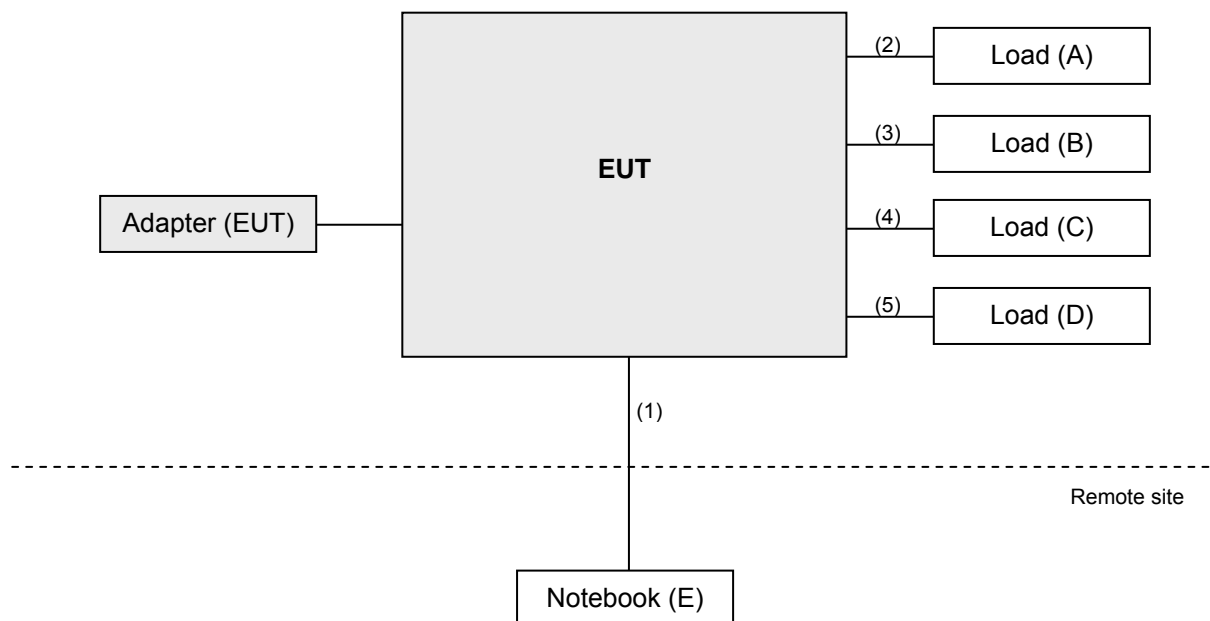 (2)
Load (A)
(3)
Load (B)
EUT
Adapter (EUT)
(4)
Load (C)
(5)
Load (D)
(1)
Remote site
Notebook (E)